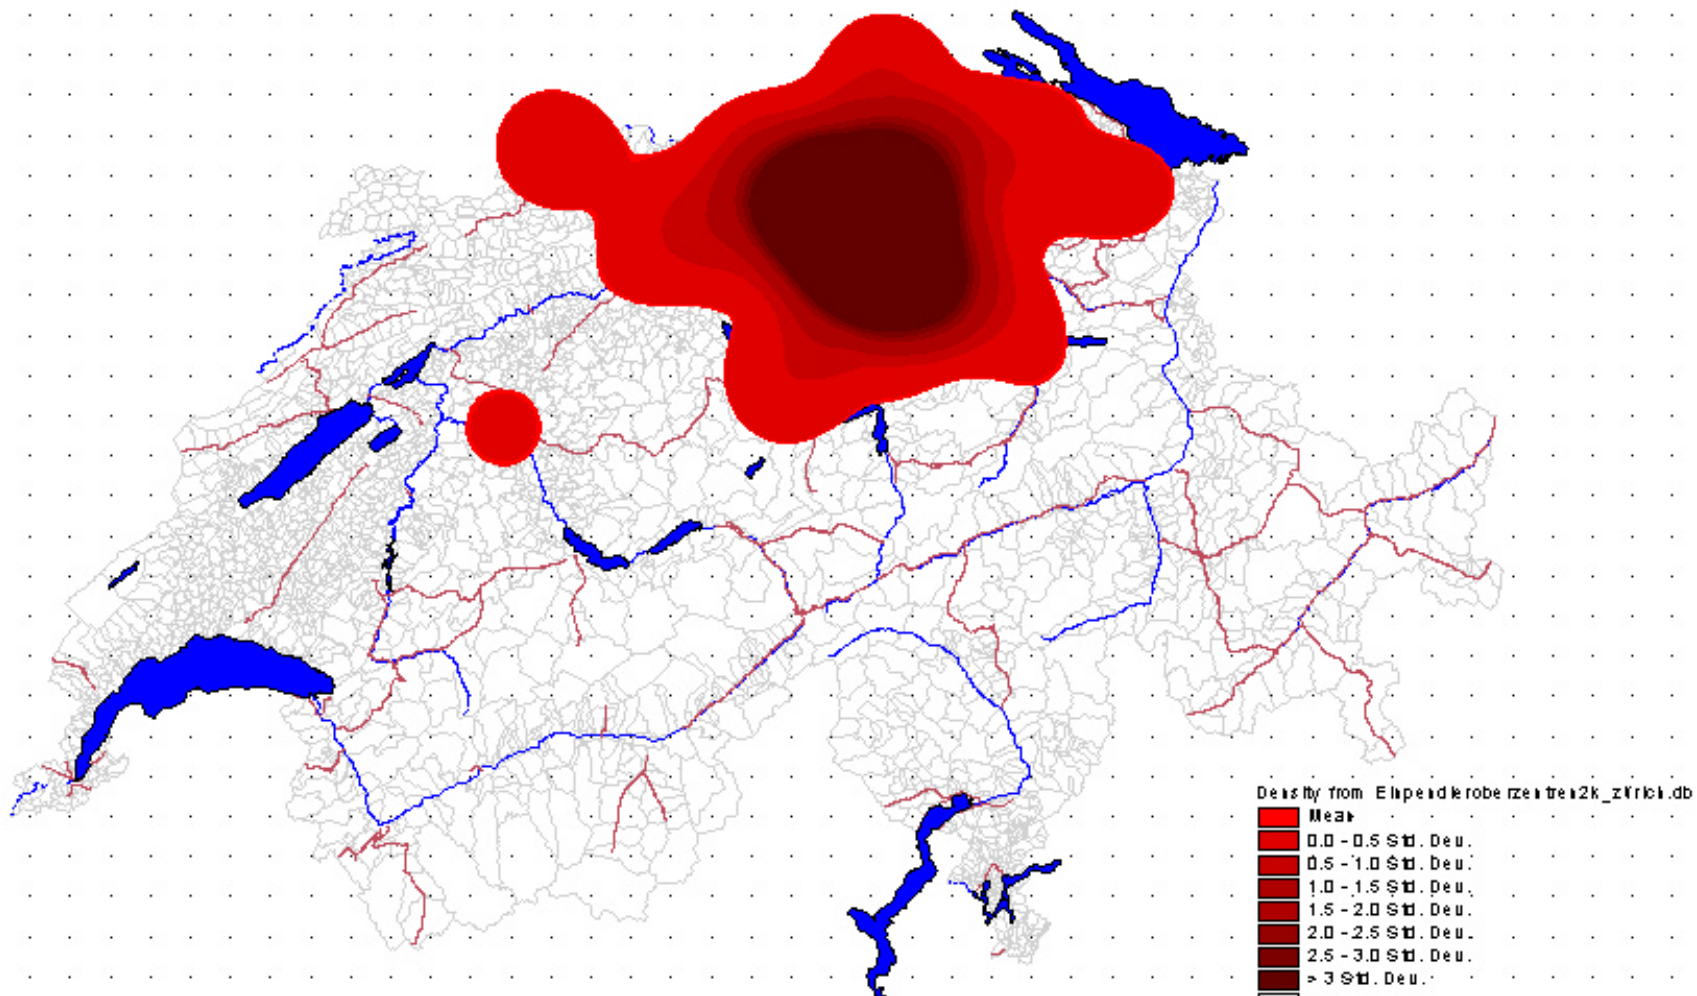 Density from Einpendleroberzentren2k_zürich.db
Mean
0.0 - 0.5 Std. Dev.
0.5 - 1.0 Std. Dev.
1.0 - 1.5 Std. Dev.
1.5 - 2.0 Std. Dev.
2.0 - 2.5 Std. Dev.
2.5 - 3.0 Std. Dev.
> 3 Std. Dev.